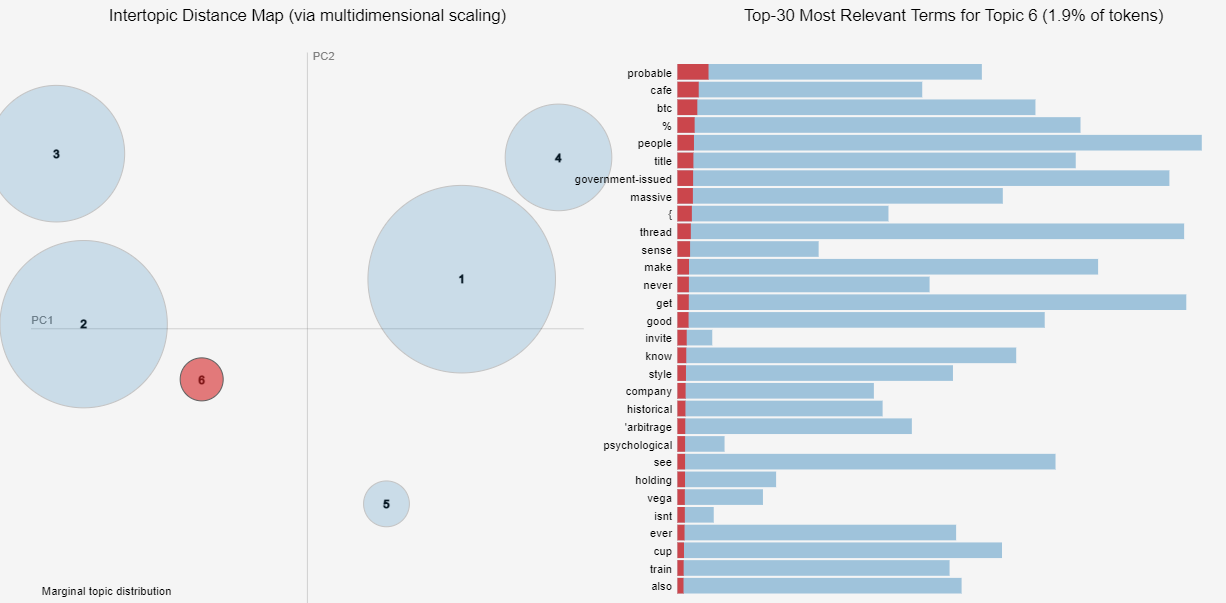 Intertopic Distance Map (via multidimensional scaling)
PC2
3
4
1
PC1
2
6
5
Marginal topic distribution
Top-30 Most Relevant Terms for Topic 6 (1.9% of tokens)
probable
cafe
btc
%
people
title
government-issued
massive
{
thread
sense
make
never
get
good
invite
know
style
company
historical
'arbitrage
psychological
see
holding
vega
isnt
ever
cup
train
also